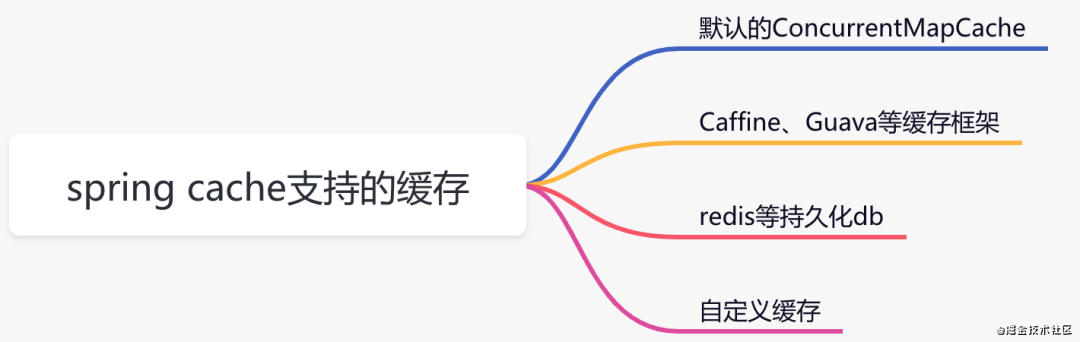 默认的ConcurrentMapCache
Caffine、Guava等缓存框架
spring cache支持的缓存
redis等持久化db
自定义缓存
@掘金技术社区